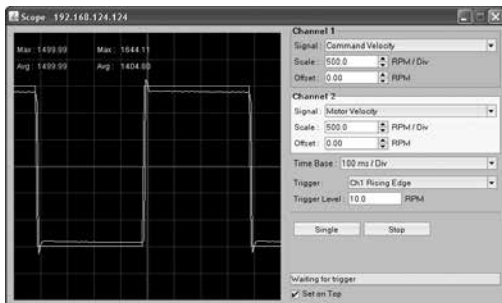 Scope 192.168.124.124
Max : 1499.99 Max : 1644.11
Avg : 1499.99 Avg : 1404.80
Channel 1
Signal : Command Velocity
Scale : 500.0 RPM / Div
Offset : 0.00 RPM
Channel 2
Signal : Motor Velocity
Scale : 500.0 RPM / Div
Offset : 0.00 RPM
Time Base : 100 ms / Div
Trigger : Ch1 Rising Edge
Trigger Level : 10.0 RPM
Single Stop
Waiting for trigger
Set on Top